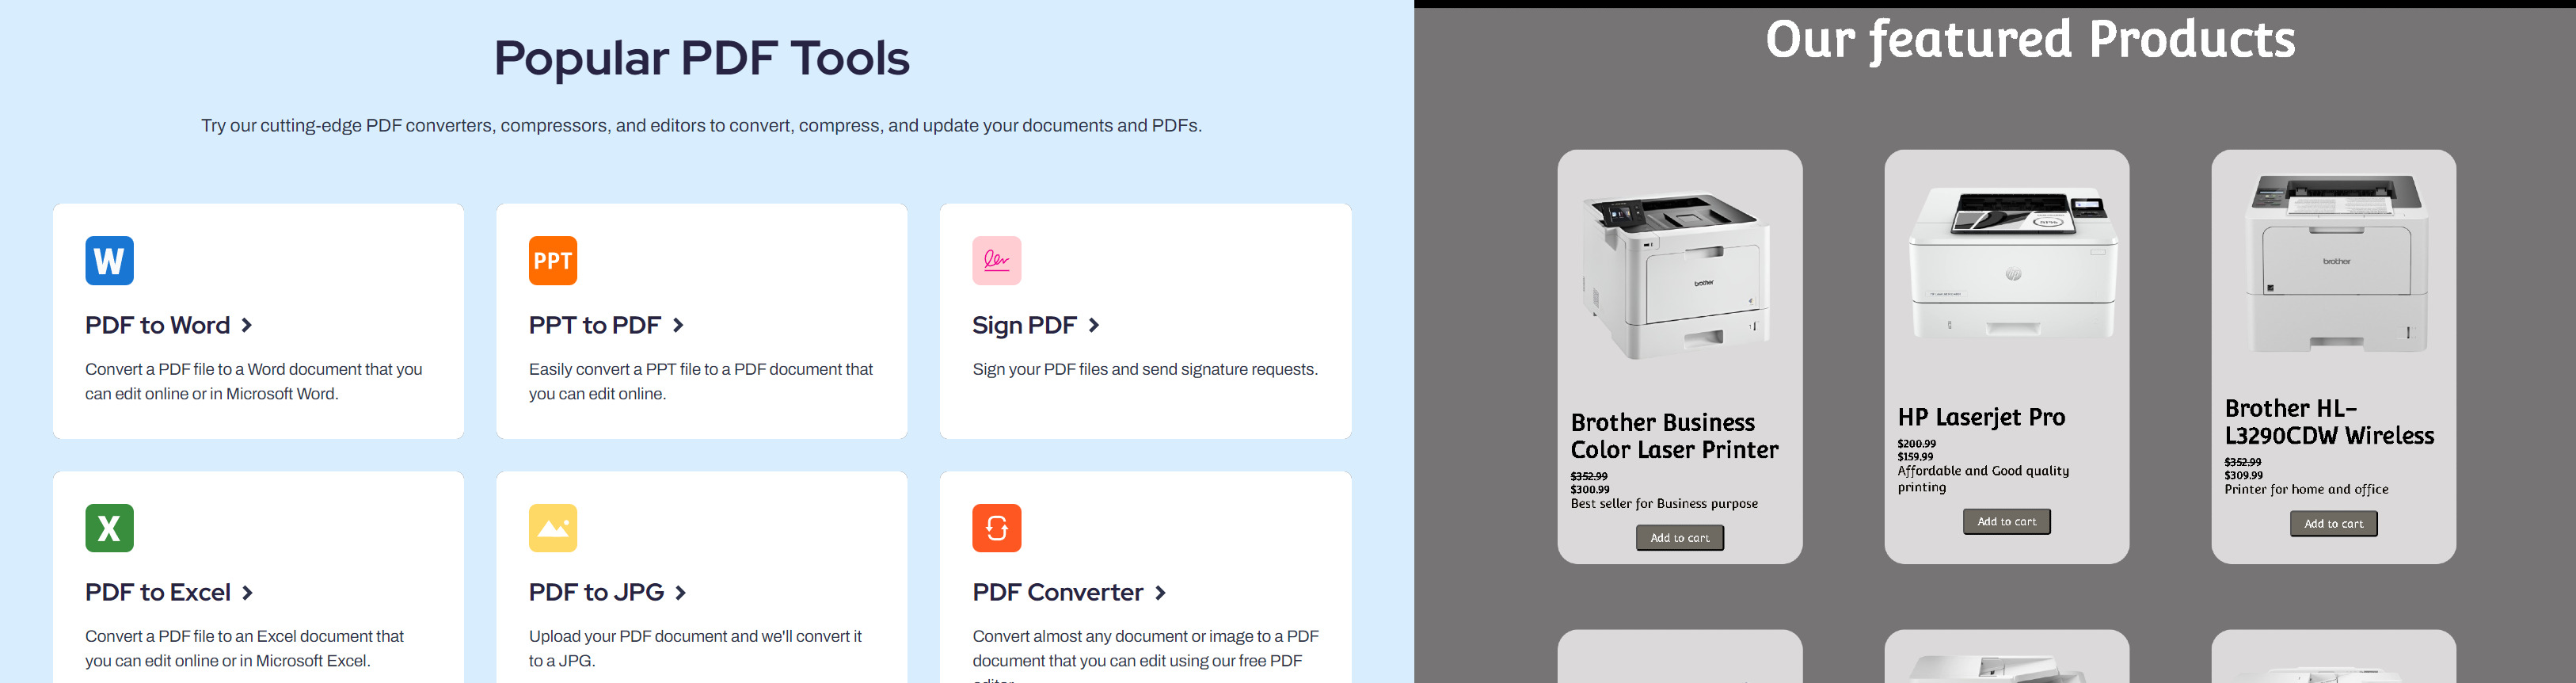 Popular PDF Tools
Try our cutting-edge PDF converters, compressors, and editors to convert, compress, and update your documents and PDFs.
W
PDF to Word
Convert a PDF file to a Word document that you
can edit online or in Microsoft Word.
PPT
PPT to PDF
Easily convert a PPT file to a PDF document that
you can edit online.
Sign PDF
Sign your PDF files and send signature requests.
X
PDF to Excel
Convert a PDF file to an Excel document that
you can edit online or in Microsoft Excel.
PDF to JPG
Upload your PDF document and we'll convert it
to a JPG.
PDF Converter
Convert almost any document or image to a PDF
document that you can edit using our free PDF
Our featured Products
brother
Brother Business
Color Laser Printer
$352.99
$300.99
Best seller for Business purpose
Add to cart
hp
HP Laserjet Pro
$200.99
$159.99
Affordable and Good quality
printing
Add to cart
brother
Brother HL-
L3290CDW Wireless
$352.99
$309.99
Printer for home and office
Add to cart